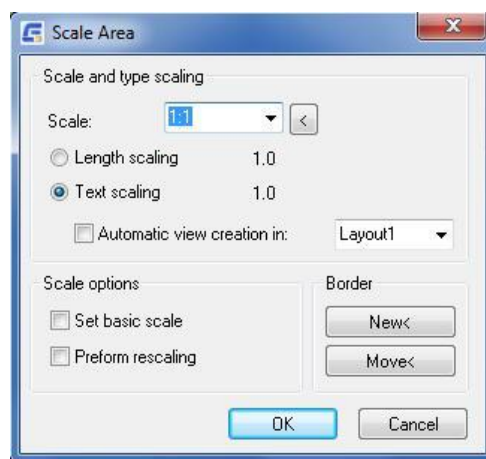 Scale Area
Scale and type scaling
Scale: 1:1 <
Length scaling 1.0
Text scaling 1.0
Automatic view creation in: Layout1
Scale options
Set basic scale
Preform rescaling
Border
New<
Move<
OK Cancel